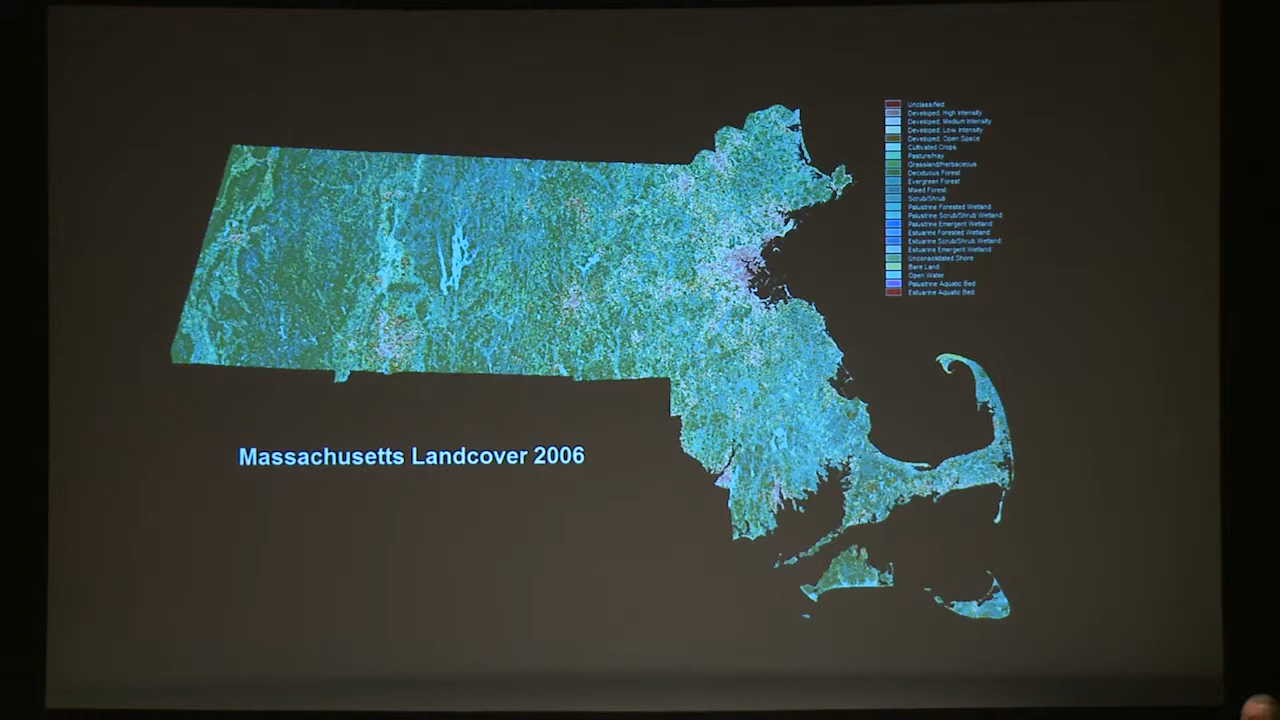 Unclassified
Developed, High Intensity
Developed, Medium Intensity
Developed, Low Intensity
Developed, Open Space
Cultivated Crops
Pasture/Hay
Grassland/Herbaceous
Deciduous Forest
Evergreen Forest
Mixed Forest
Scrub/Shrub
Palustrine Forested Wetland
Palustrine Scrub/Shrub Wetland
Palustrine Emergent Wetland
Estuarine Forested Wetland
Estuarine Scrub/Shrub Wetland
Estuarine Emergent Wetland
Unconsolidated Shore
Bare Land
Open Water
Palustrine Aquatic Bed
Estuarine Aquatic Bed
Massachusetts Landcover 2006